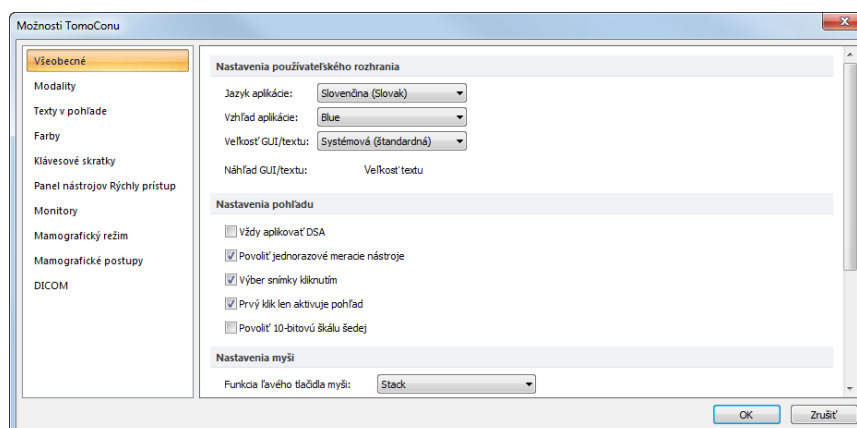 Možnosti TomoConu
Všeobecné
Modality
Texty v pohľade
Farby
Klávesové skratky
Panel nástrojov Rýchly prístup
Monitory
Mamografický režim
Mamografické postupy
DICOM
Nastavenia používateľského rozhrania
Jazyk aplikácie: Slovenčina (Slovak)
Vzhľad aplikácie: Blue
Veľkosť GUI/textu: Systémová (štandardná)
Náhľad GUI/textu: Veľkosť textu
Nastavenia pohľadu
Vždy aplikovať DSA
Povoliť jednorazové meracie nástroje
Výber snímky kliknutím
Prvý klik len aktivuje pohľad
Povoliť 10-bitovú škálu šedej
Nastavenia myši
Funkcia ľavého tlačidla myši: Stack
OK Zrušiť